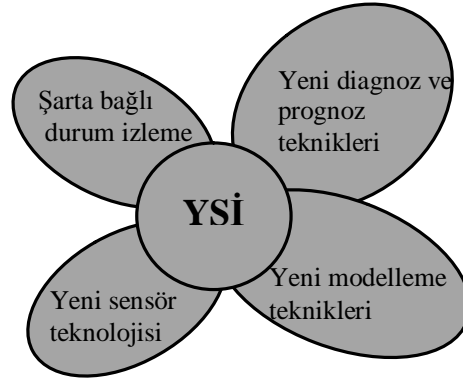 Şarta bağlı
durum izleme
Yeni diagnoz ve
prognoz
teknikleri
YSİ
Yeni sensör
teknolojisi
Yeni modelleme
teknikleri